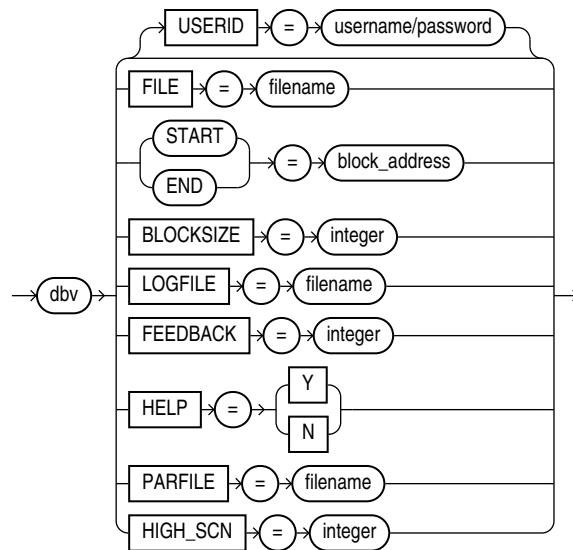 USERID = username/password
FILE = filename
START
= block_address
END
BLOCKSIZE = integer
LOGFILE = filename
dbv
FEEDBACK = integer
Y
HELP =
N
PARFILE = filename
HIGH_SCN = integer